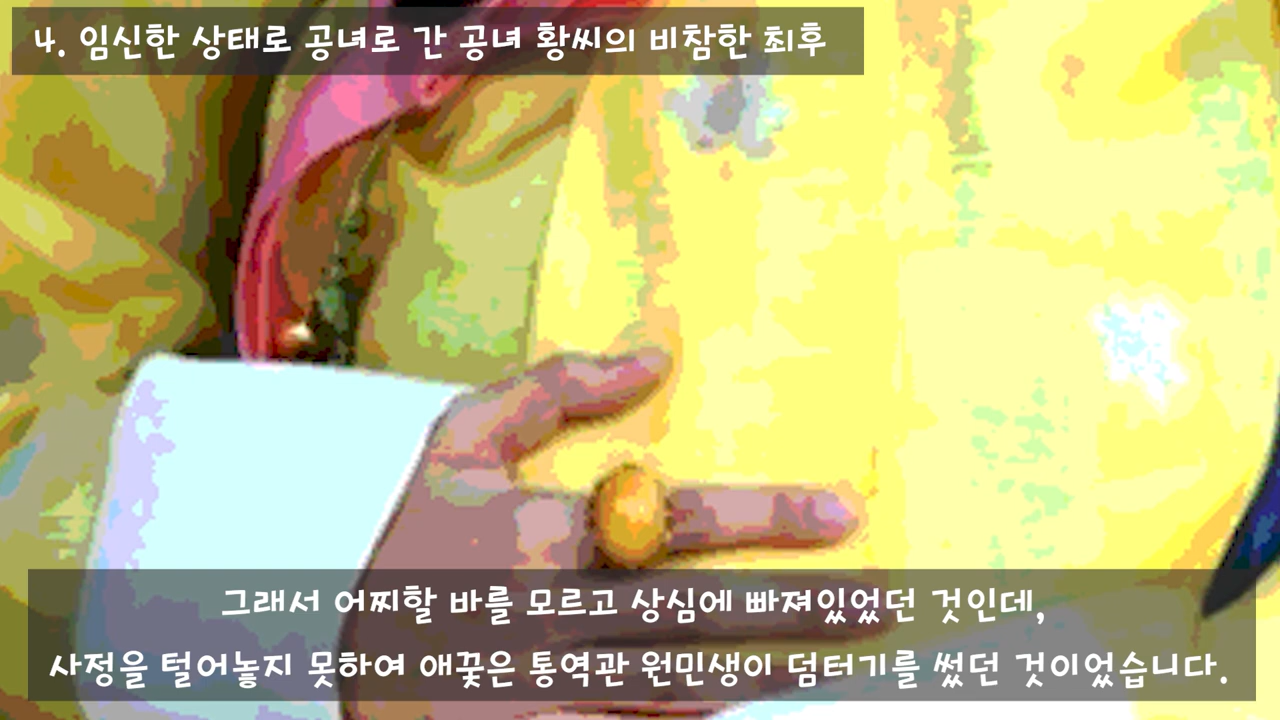 4. 임신한 상태로 공녀로 간 공녀 황씨의 비참한 최후
그래서 어찌할 바를 모르고 상심에 빠져있었던 것인데,
사정을 털어놓지 못하여 애꿎은 통역관 원민생이 덤터기를 썼던 것이었습니다.